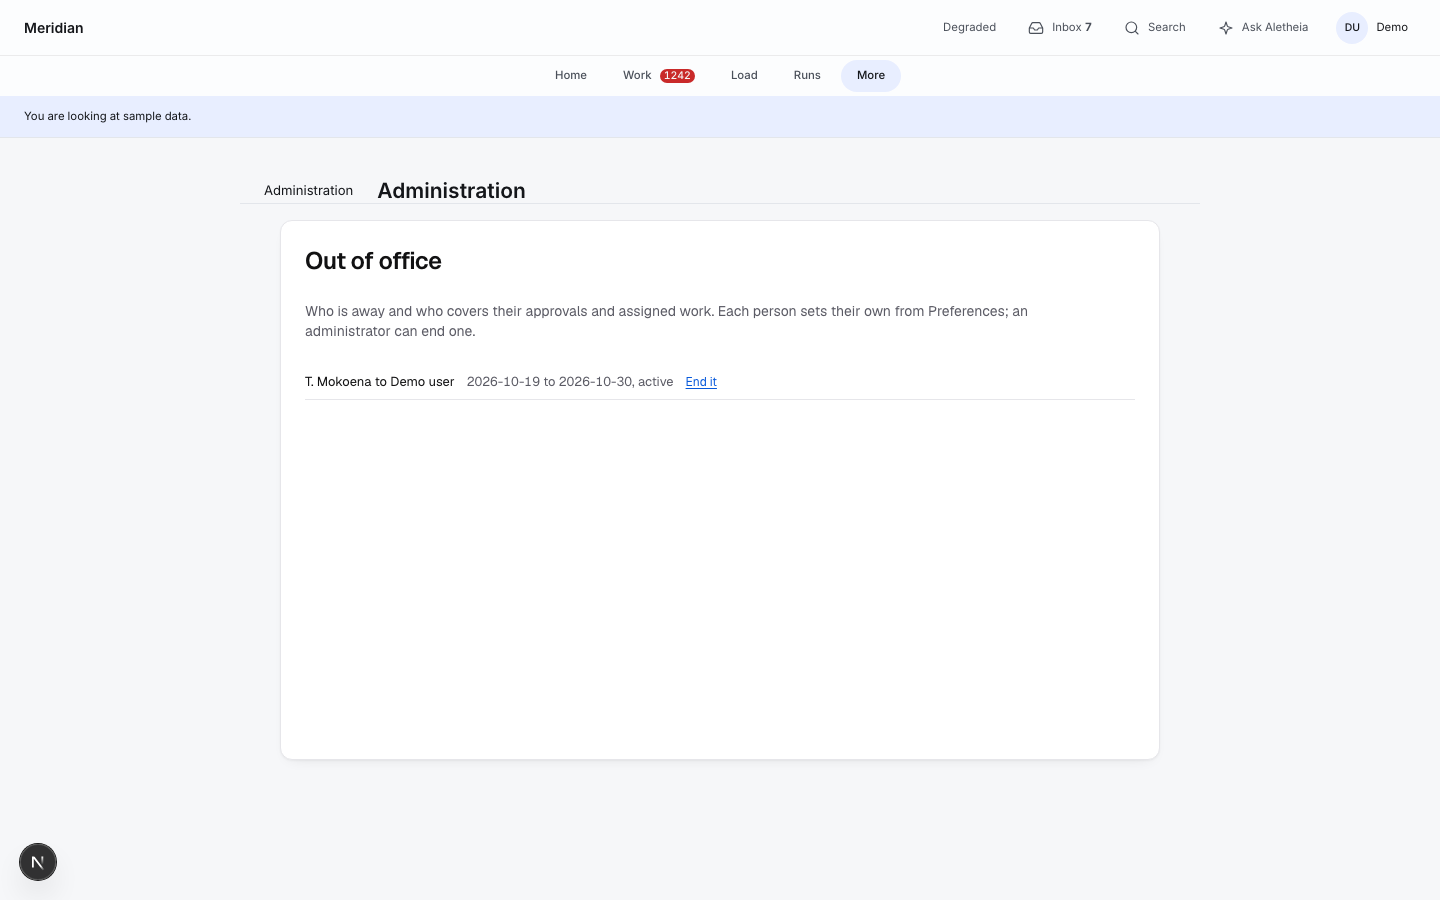 Meridian
Degraded
Inbox 7
Search
Ask Aletheia
DU
Demo
Home
Work 1242
Load
Runs
More
You are looking at sample data.
Administration
Administration
Out of office
Who is away and who covers their approvals and assigned work. Each person sets their own from Preferences; an
administrator can end one.
T. Mokoena to Demo user 2026-10-19 to 2026-10-30, active End it
N